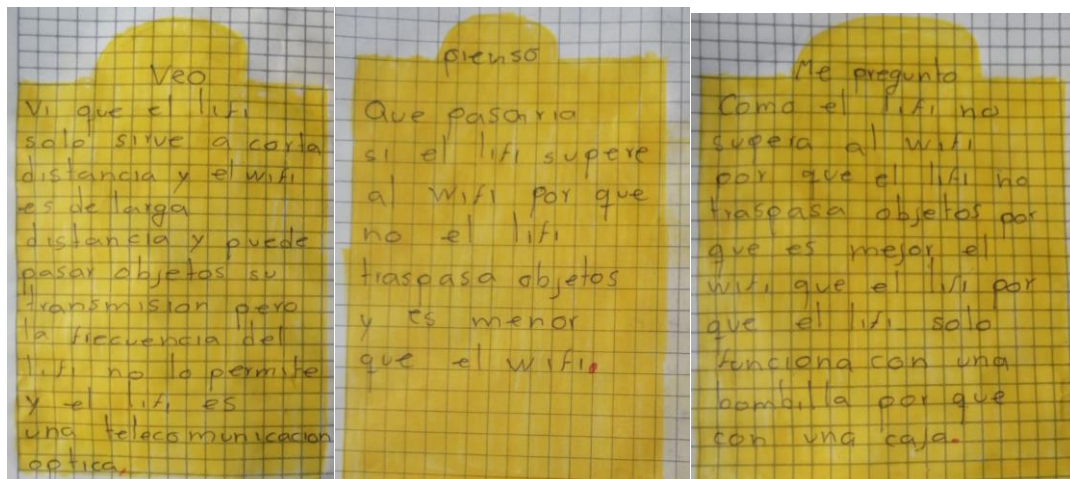 Veo
Vi que el lifi
solo sirve a corta
distancia y el wifi
es de larga
distancia y puede
pasar objetos su
transmision pero
la frecuencia del
lifi no lo permite
y el lifi es
una telecomunicacion
optica.
pienso
Que pasaria
si el lifi supere
al wifi por que
no el lifi
traspasa objetos
y es menor
que el wifi.
Me pregunto
Como el lifi no
supera al wifi
por que el lifi no
traspasa objetos por
que es mejor el
wifi que el lifi por
que el lifi solo
funciona con una
bombilla por que
con una caja.